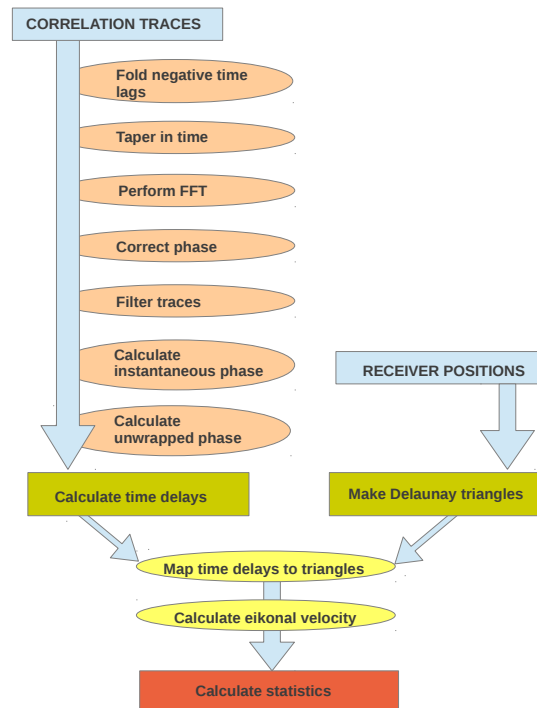 CORRELATION TRACES
Fold negative time
lags
Taper in time
Perform FFT
Correct phase
Filter traces
Calculate
instantaneous phase
Calculate
unwrapped phase
RECEIVER POSITIONS
Calculate time delays
Make Delaunay triangles
Map time delays to triangles
Calculate eikonal velocity
Calculate statistics